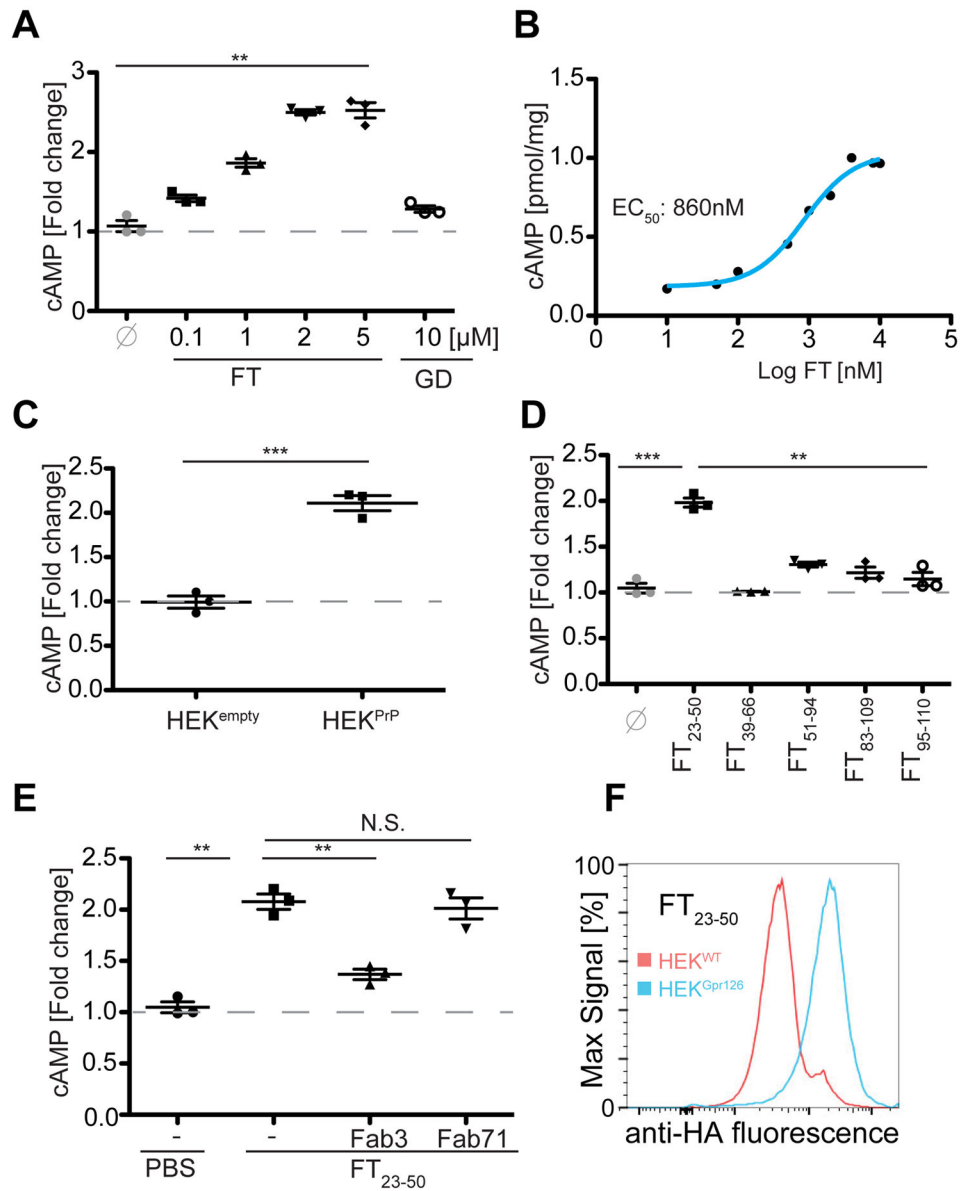 A
**
cAMP [Fold change]
3
2
1
0
∅ 0.1 1 2 5 10 [µM]
FT GD
B
cAMP [pmol/mg]
1.5
1.0
0.5
0.0
EC50: 860nM
0 1 2 3 4 5
Log FT [nM]
C
***
cAMP [Fold change]
2.5
2.0
1.5
1.0
0.5
0.0
HEKempty HEKPrP
D
*** **
cAMP [Fold change]
2.5
2.0
1.5
1.0
0.5
0.0
∅ FT23-50 FT39-66 FT51-94 FT83-109 FT95-110
E
N.S.
** **
cAMP [Fold change]
2.5
2.0
1.5
1.0
0.5
0.0
- - Fab3 Fab71
PBS FT23-50
F
Max Signal [%]
100
50
0
FT23-50
HEKWT
HEKGpr126
anti-HA fluorescence